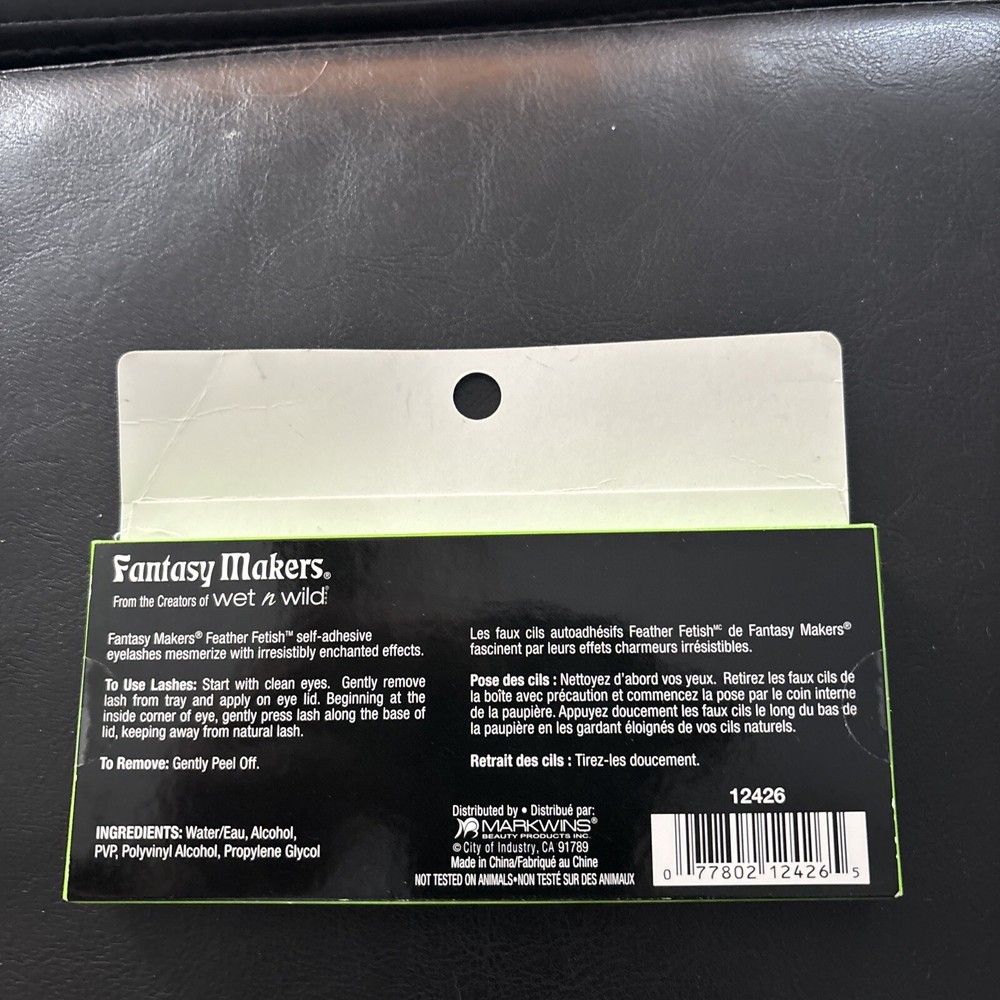 Fantasy Makers®
From the Creators of wet n wild®
Fantasy Makers® Feather Fetish™ self-adhesive
eyelashes mesmerize with irresistibly enchanted effects.
To Use Lashes: Start with clean eyes. Gently remove
lash from tray and apply on eye lid. Beginning at the
inside corner of eye, gently press lash along the base of
lid, keeping away from natural lash.
To Remove: Gently Peel Off.
INGREDIENTS: Water/Eau, Alcohol,
PVP, Polyvinyl Alcohol, Propylene Glycol
Les faux cils autoadhésifs Feather Fetish MC de Fantasy Makers®
fascinent par leurs effets charmeurs irrésistibles.
Pose des cils : Nettoyez d'abord vos yeux. Retirez les faux cils de
la boîte avec précaution et commencez la pose par le coin interne
de la paupière. Appuyez doucement les faux cils le long du bas de
la paupière en les gardant éloignés de vos cils naturels.
Retrait des cils : Tirez-les doucement.
Distributed by • Distribué par:
MARKWINS®
BEAUTY PRODUCTS INC.
© City of Industry, CA 91789
Made in China/Fabriqué au Chine
NOT TESTED ON ANIMALS•NON TESTÉ SUR DES ANIMAUX
12426
0 77802 12426 5